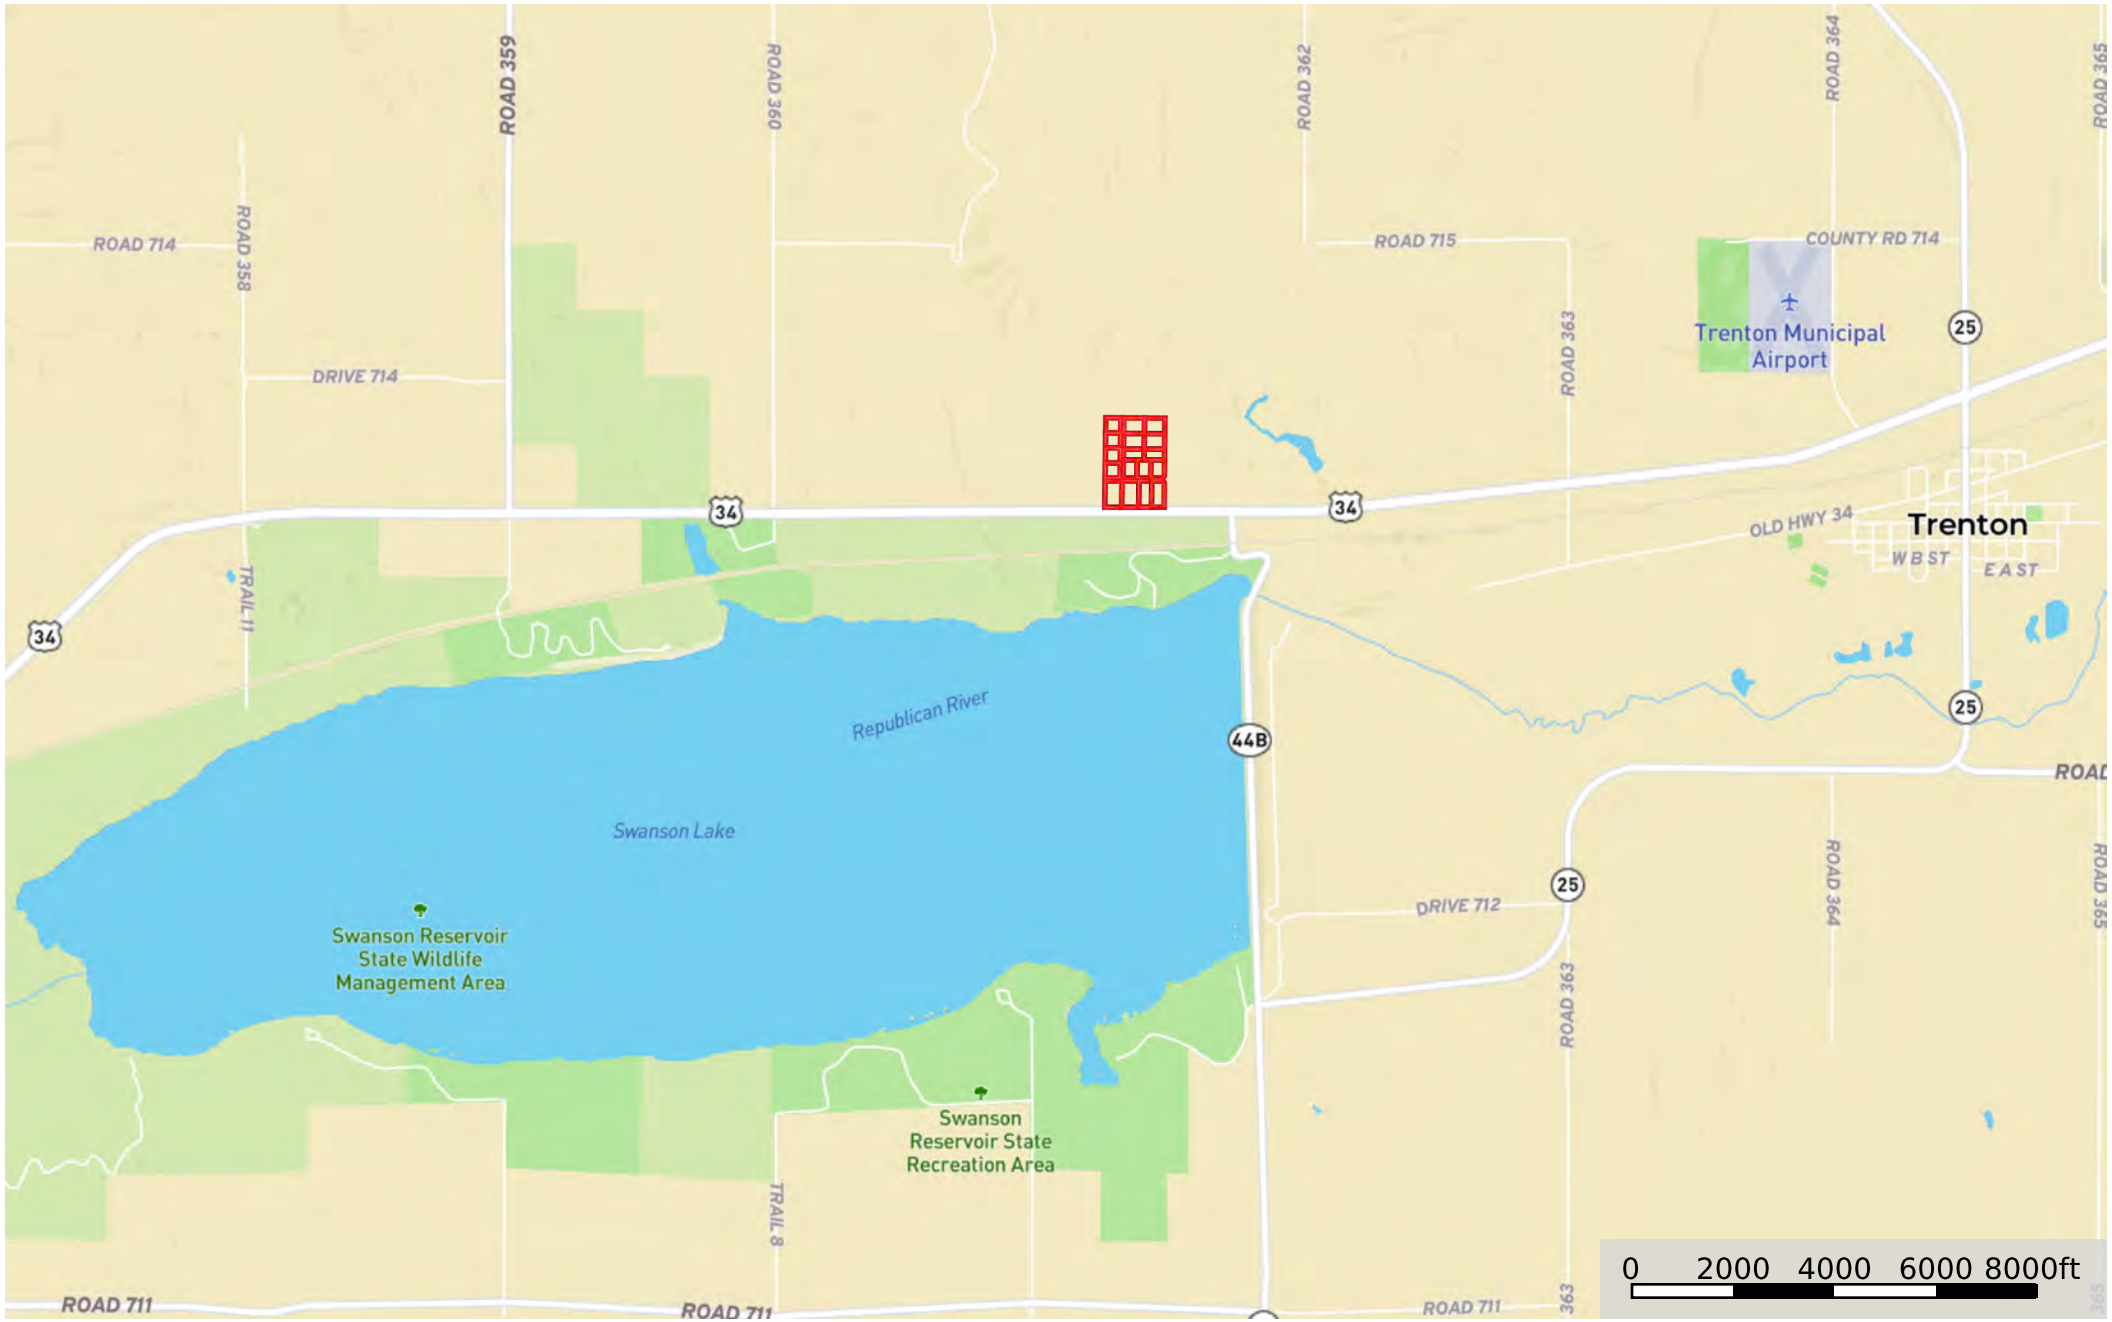 ROAD 359
ROAD 360
ROAD 362
ROAD 364
ROAD 365
ROAD 714
ROAD 358
ROAD 715
COUNTY RD 714
25
Trenton Municipal
Airport
ROAD 363
DRIVE 714
34
34
OLD HWY 34
Trenton
W B ST
E A ST
TRAIL 11
34
Republican River
25
44B
ROAD
Swanson Lake
25
DRIVE 712
ROAD 364
ROAD 365
Swanson Reservoir
State Wildlife
Management Area
ROAD 363
Swanson
Reservoir State
Recreation Area
TRAIL 8
0 2000 4000 6000 8000ft
ROAD 711
ROAD 711
ROAD 711
363
365